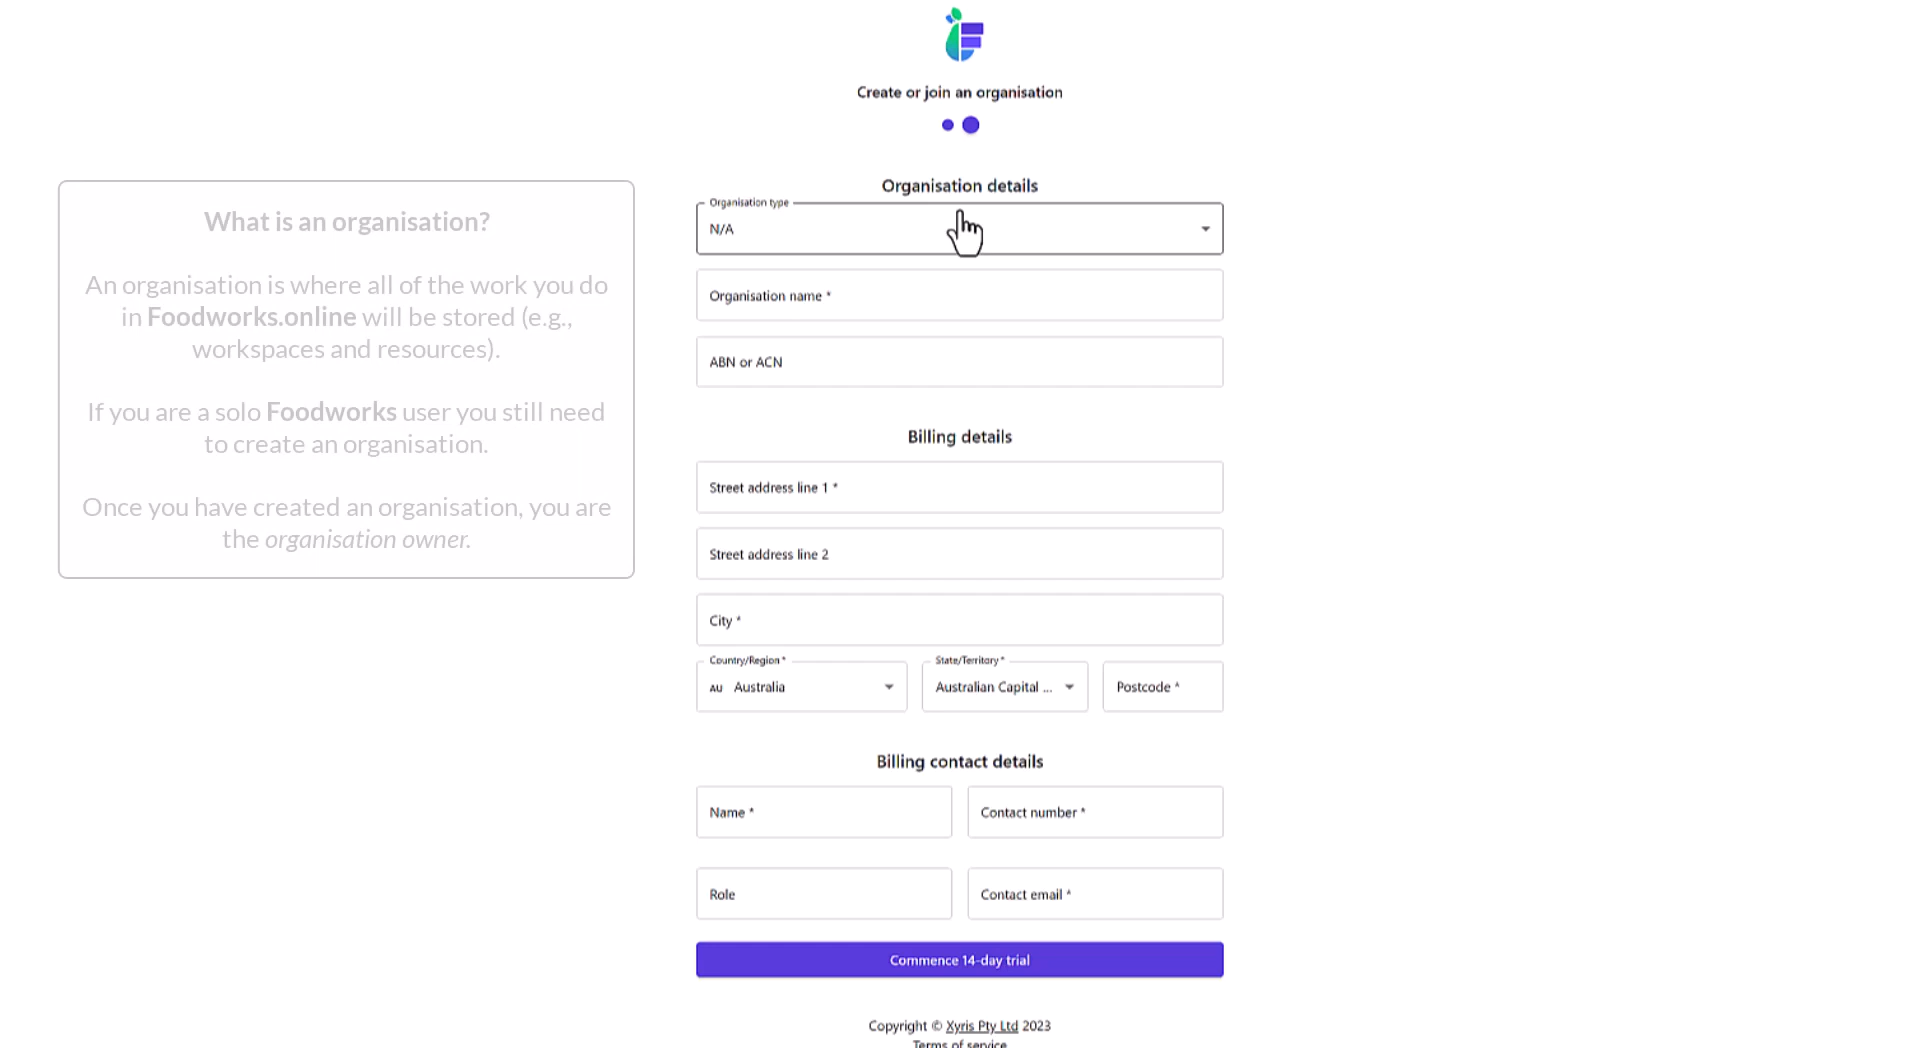 Create or join an organisation
What is an organisation?
An organisation is where all of the work you do
in Foodworks.online will be stored (e.g.,
workspaces and resources).
If you are a solo Foodworks user you still need
to create an organisation.
Once you have created an organisation, you are
the organisation owner.
Organisation details
Organisation type
N/A
Organisation name *
ABN or ACN
Billing details
Street address line 1 *
Street address line 2
City *
Country/Region * State/Territory *
AU Australia Australian Capital ... Postcode *
Billing contact details
Name * Contact number *
Role Contact email *
Commence 14-day trial
Copyright © Xyris Pty Ltd 2023
Terms of service